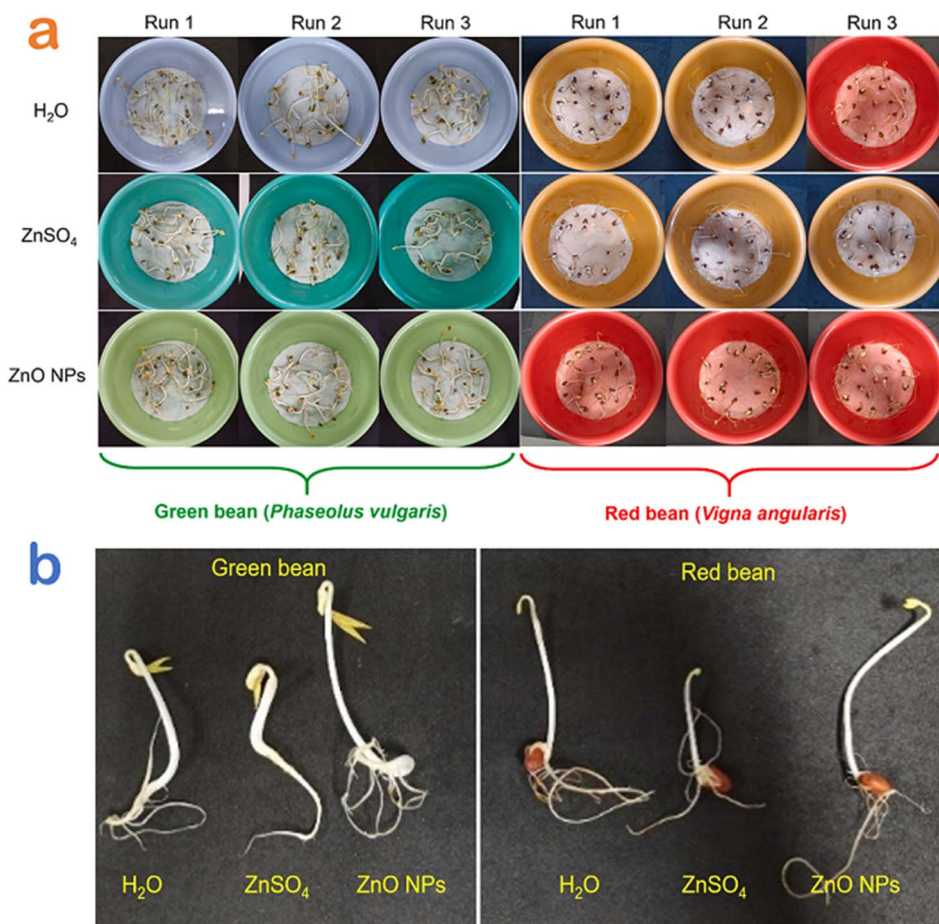 a
Run 1 Run 2 Run 3 Run 1 Run 2 Run 3
H₂O
ZnSO₄
ZnO NPs
Green bean (Phaseolus vulgaris) Red bean (Vigna angularis)
b
Green bean Red bean
H₂O ZnSO₄ ZnO NPs H₂O ZnSO₄ ZnO NPs